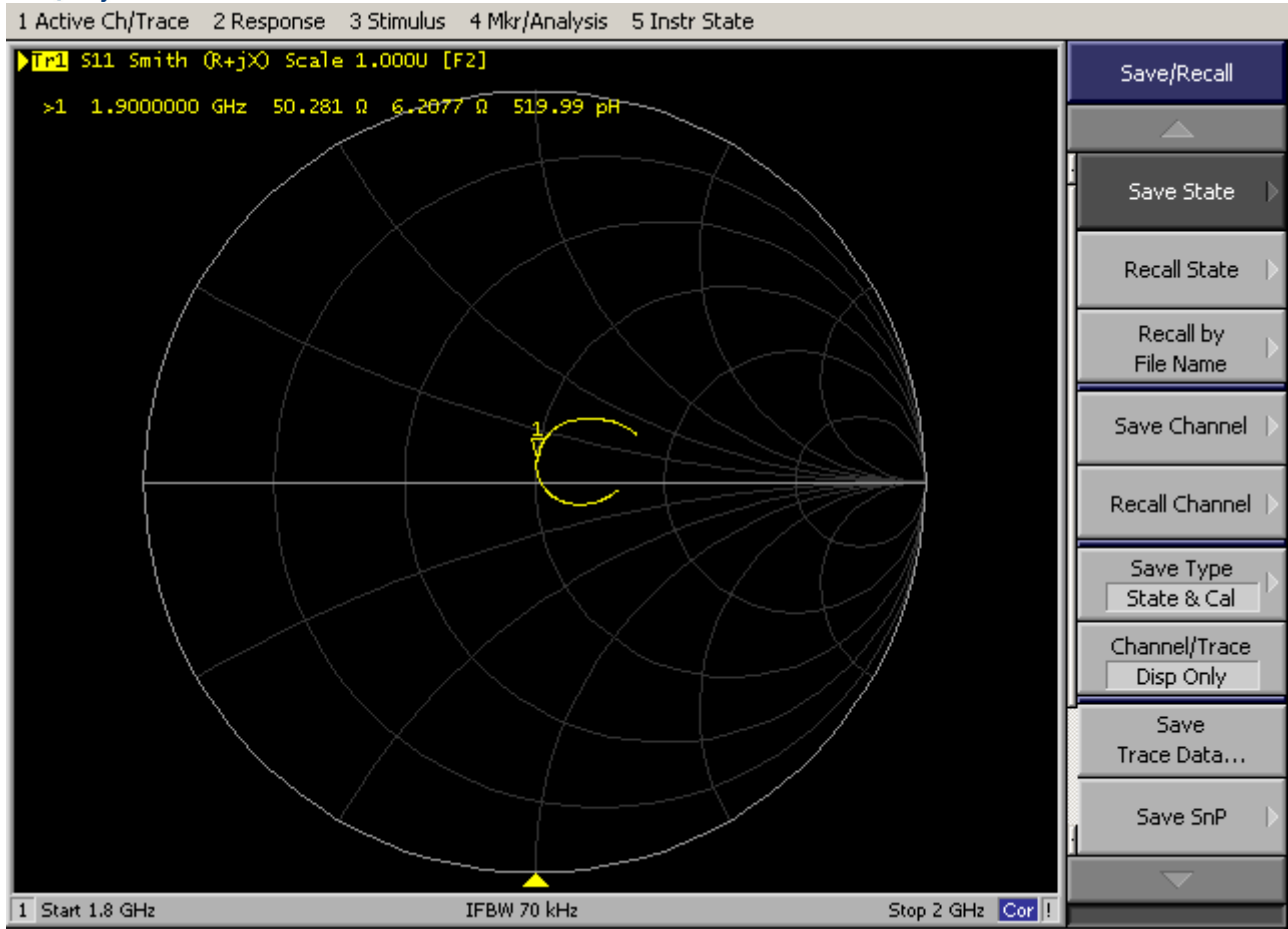 1 Active Ch/Trace 2 Response 3 Stimulus 4 Mkr/Analysis 5 Instr State
Tr1 S11 Smith (R+jX) Scale 1.000U [F2]
>1 1.9000000 GHz 50.281 Ω 6.2077 Ω 519.99 pH
1
1 Start 1.8 GHz IFBW 70 kHz Stop 2 GHz Cor !
Save/Recall
Save State
Recall State
Recall by
File Name
Save Channel
Recall Channel
Save Type
State & Cal
Channel/Trace
Disp Only
Save
Trace Data...
Save SnP